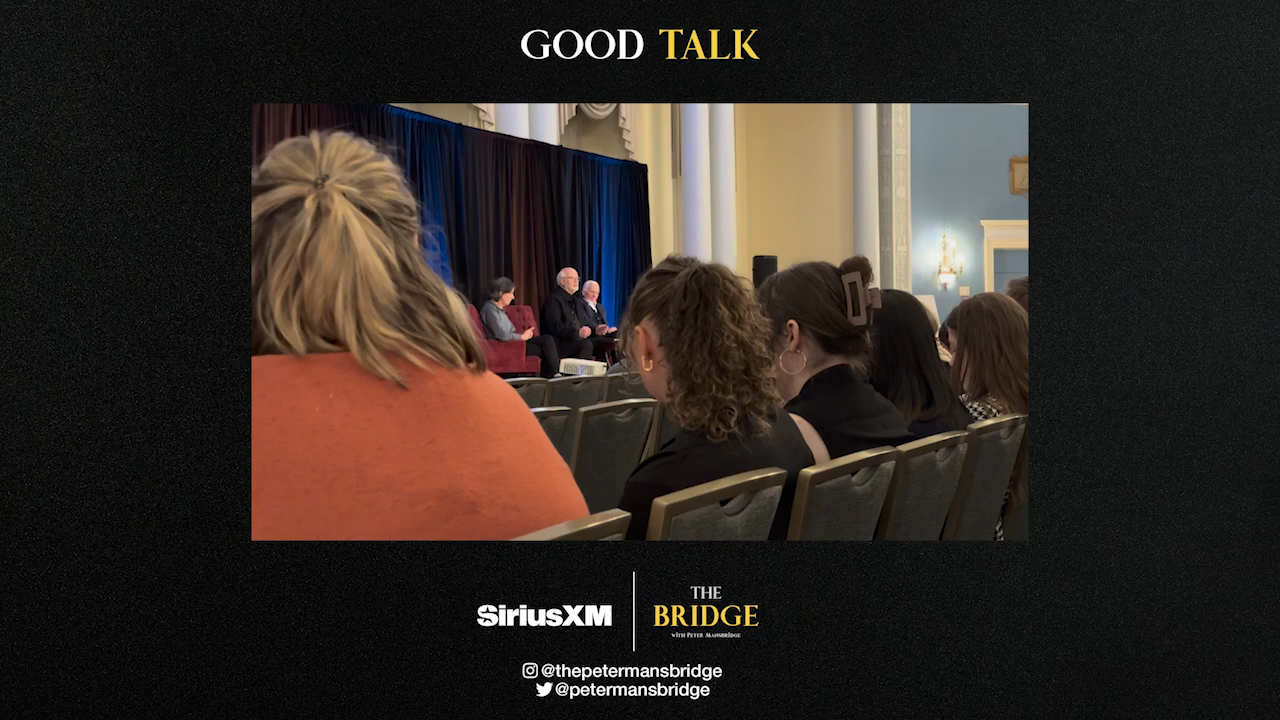 GOOD TALK
SiriusXM
THE
BRIDGE
WITH PETER MANSBRIDGE
@thepetermansbridge
@petermansbridge